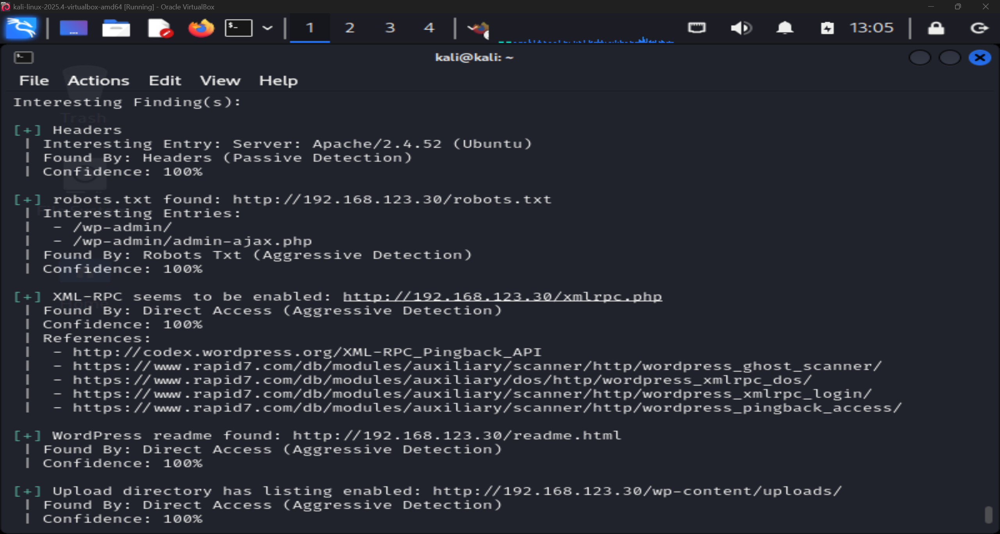 kali-linux-2025.4-virtualbox-amd64 [Running] - Oracle VirtualBox
1 2 3 4 13:05
kali@kali: ~
File Actions Edit View Help
Interesting Finding(s):
Trash
[+] Headers
| Interesting Entry: Server: Apache/2.4.52 (Ubuntu)
| Found By: Headers (Passive Detection)
| Confidence: 100%
[+] robots.txt found: http://192.168.123.30/robots.txt
| Interesting Entries:
|  - /wp-admin/
|  - /wp-admin/admin-ajax.php
| Found By: Robots Txt (Aggressive Detection)
| Confidence: 100%
[+] XML-RPC seems to be enabled: http://192.168.123.30/xmlrpc.php
Home
| Found By: Direct Access (Aggressive Detection)
| Confidence: 100%
| References:
|  - http://codex.wordpress.org/XML-RPC_Pingback_API
|  - https://www.rapid7.com/db/modules/auxiliary/scanner/http/wordpress_ghost_scanner/
|  - https://www.rapid7.com/db/modules/auxiliary/dos/http/wordpress_xmlrpc_dos/
|  - https://www.rapid7.com/db/modules/auxiliary/scanner/http/wordpress_xmlrpc_login/
|  - https://www.rapid7.com/db/modules/auxiliary/scanner/http/wordpress_pingback_access/
[+] WordPress readme found: http://192.168.123.30/readme.html
| Found By: Direct Access (Aggressive Detection)
| Confidence: 100%
[+] Upload directory has listing enabled: http://192.168.123.30/wp-content/uploads/
| Found By: Direct Access (Aggressive Detection)
| Confidence: 100%